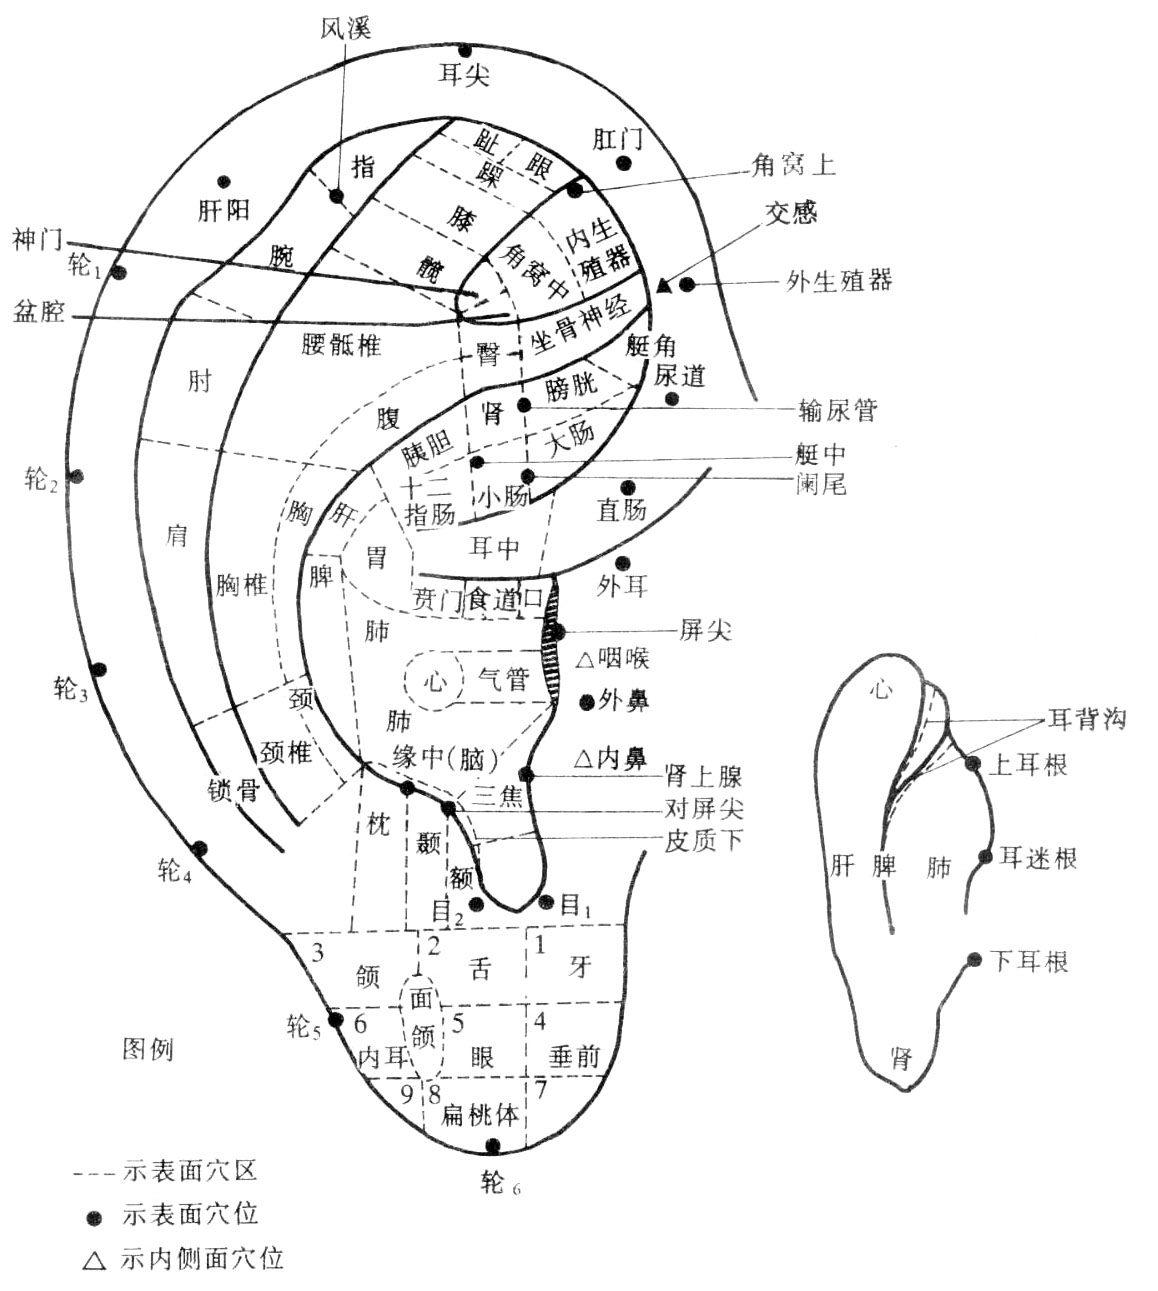 风溪
耳尖
肛门
趾
跟
指
踝
角窝上
肝阳
膝
交感
内生
殖器
神门
腕
髋
角窝中
轮1
外生殖器
盆腔
坐骨神经
腰骶椎
臀
艇角
肘
膀胱
尿道
腹
肾
输尿管
胰胆
大肠
艇中
轮2
十二
指肠
小肠
阑尾
胸
肝
直肠
肩
耳中
胃
脾
胸椎
外耳
贲门
食道
口
肺
屏尖
△咽喉
心
气管
轮3
颈
外鼻
肺
颈椎
缘中(脑)
△内鼻
肾上腺
锁骨
三焦
对屏尖
枕
颞
皮质下
轮4
额
目2
目1
3
2
1
颌
舌
牙
面
颌
轮5
6
5
4
内耳
眼
垂前
9
8
7
扁桃体
轮6
心
耳背沟
上耳根
肝
脾
肺
耳迷根
下耳根
肾
图例
---示表面穴区
● 示表面穴位
△ 示内侧面穴位